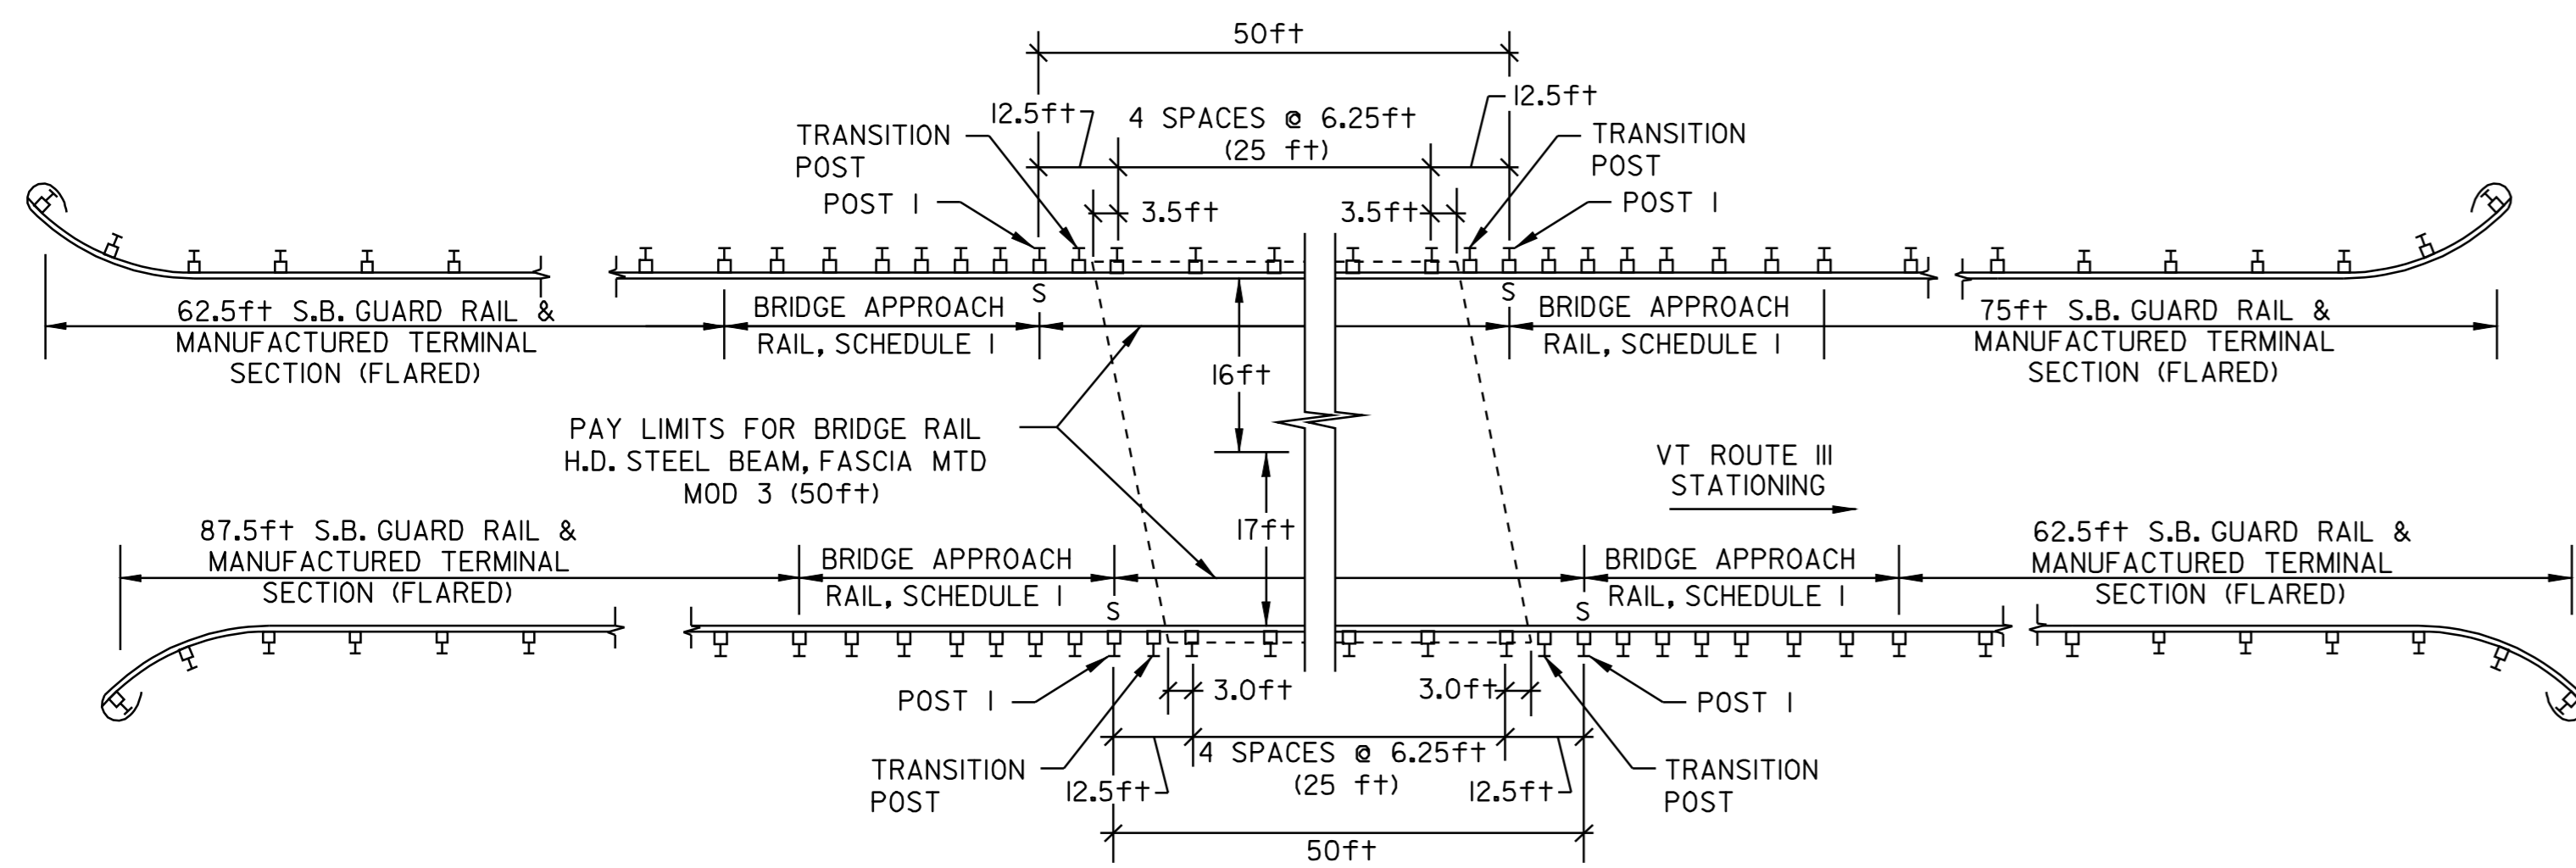 50ft
12.5ft
4 SPACES @ 6.25ft
(25 ft)
12.5ft
TRANSITION
POST
TRANSITION
POST
POST 1
POST 1
3.5ft
3.5ft
S
S
62.5ft S.B. GUARD RAIL &
MANUFACTURED TERMINAL
SECTION (FLARED)
BRIDGE APPROACH
RAIL, SCHEDULE 1
BRIDGE APPROACH
RAIL, SCHEDULE 1
75ft S.B. GUARD RAIL &
MANUFACTURED TERMINAL
SECTION (FLARED)
16ft
PAY LIMITS FOR BRIDGE RAIL
H.D. STEEL BEAM, FASCIA MTD
MOD 3 (50ft)
VT ROUTE 111
STATIONING
17ft
87.5ft S.B. GUARD RAIL &
MANUFACTURED TERMINAL
SECTION (FLARED)
BRIDGE APPROACH
RAIL, SCHEDULE 1
BRIDGE APPROACH
RAIL, SCHEDULE 1
62.5ft S.B. GUARD RAIL &
MANUFACTURED TERMINAL
SECTION (FLARED)
S
S
POST 1
3.0ft
3.0ft
POST 1
TRANSITION
POST
12.5ft
4 SPACES @ 6.25ft
(25 ft)
12.5ft
TRANSITION
POST
50ft